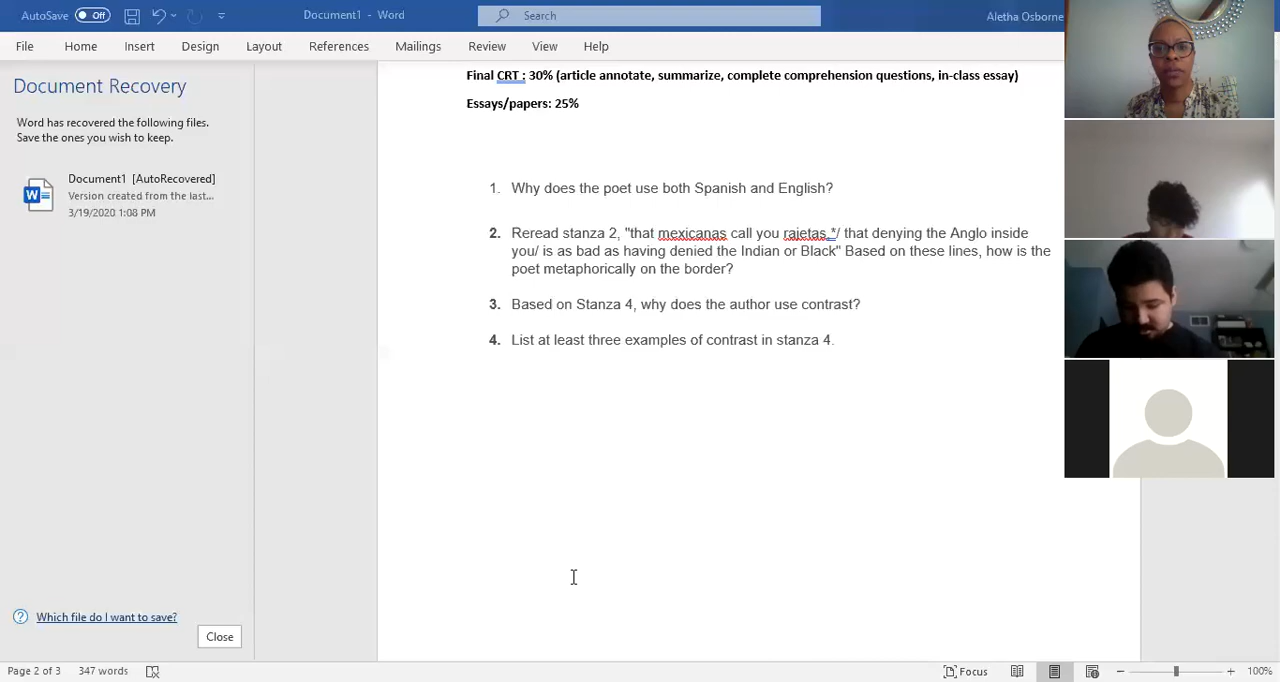 AutoSave Off Document1 - Word Search Aletha Osborne
File Home Insert Design Layout References Mailings Review View Help
Document Recovery
Word has recovered the following files.
Save the ones you wish to keep.
Document1 [AutoRecovered]
Version created from the last...
3/19/2020 1:08 PM
Which file do I want to save?
Close
Final CRT : 30% (article annotate, summarize, complete comprehension questions, in-class essay)
Essays/papers: 25%
1. Why does the poet use both Spanish and English?
2. Reread stanza 2, "that mexicanas call you rajetas,*/ that denying the Anglo inside
you/ is as bad as having denied the Indian or Black" Based on these lines, how is the
poet metaphorically on the border?
3. Based on Stanza 4, why does the author use contrast?
4. List at least three examples of contrast in stanza 4.
Page 2 of 3 347 words Focus 100%